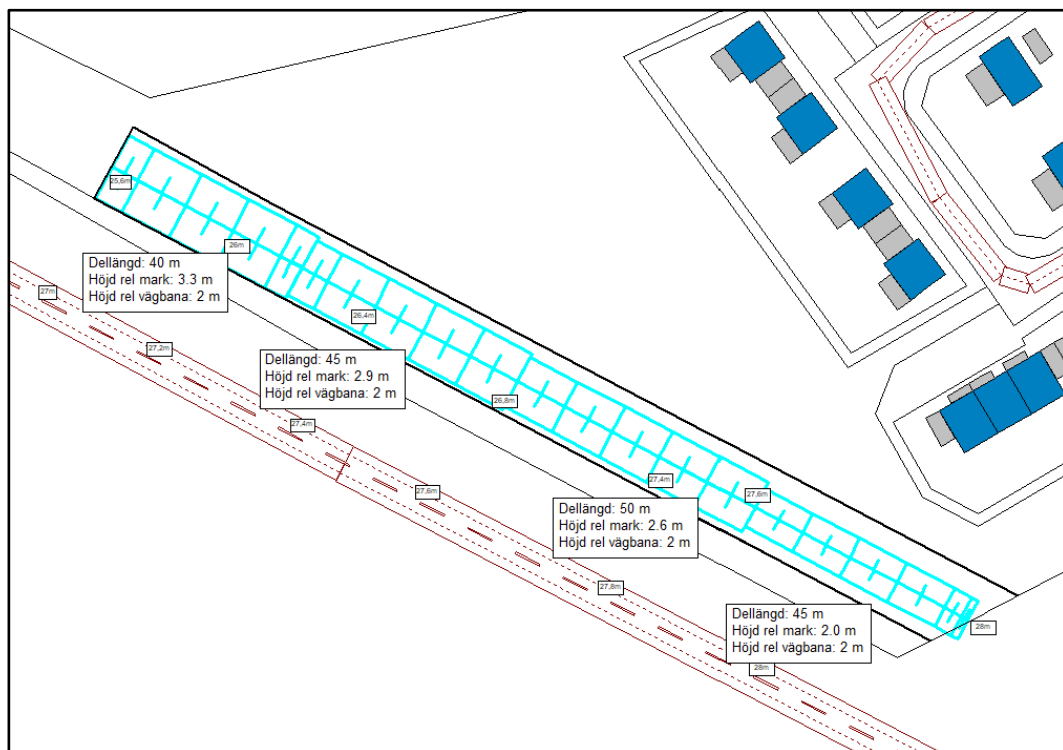 25,6m
26m
Dellängd: 40 m
Höjd rel mark: 3.3 m
Höjd rel vägbana: 2 m
27m
26,4m
27,2m
Dellängd: 45 m
Höjd rel mark: 2.9 m
Höjd rel vägbana: 2 m
26,8m
27,4m
27,4m
27,6m
27,6m
Dellängd: 50 m
Höjd rel mark: 2.6 m
Höjd rel vägbana: 2 m
27,8m
Dellängd: 45 m
Höjd rel mark: 2.0 m
Höjd rel vägbana: 2 m
28m
28m